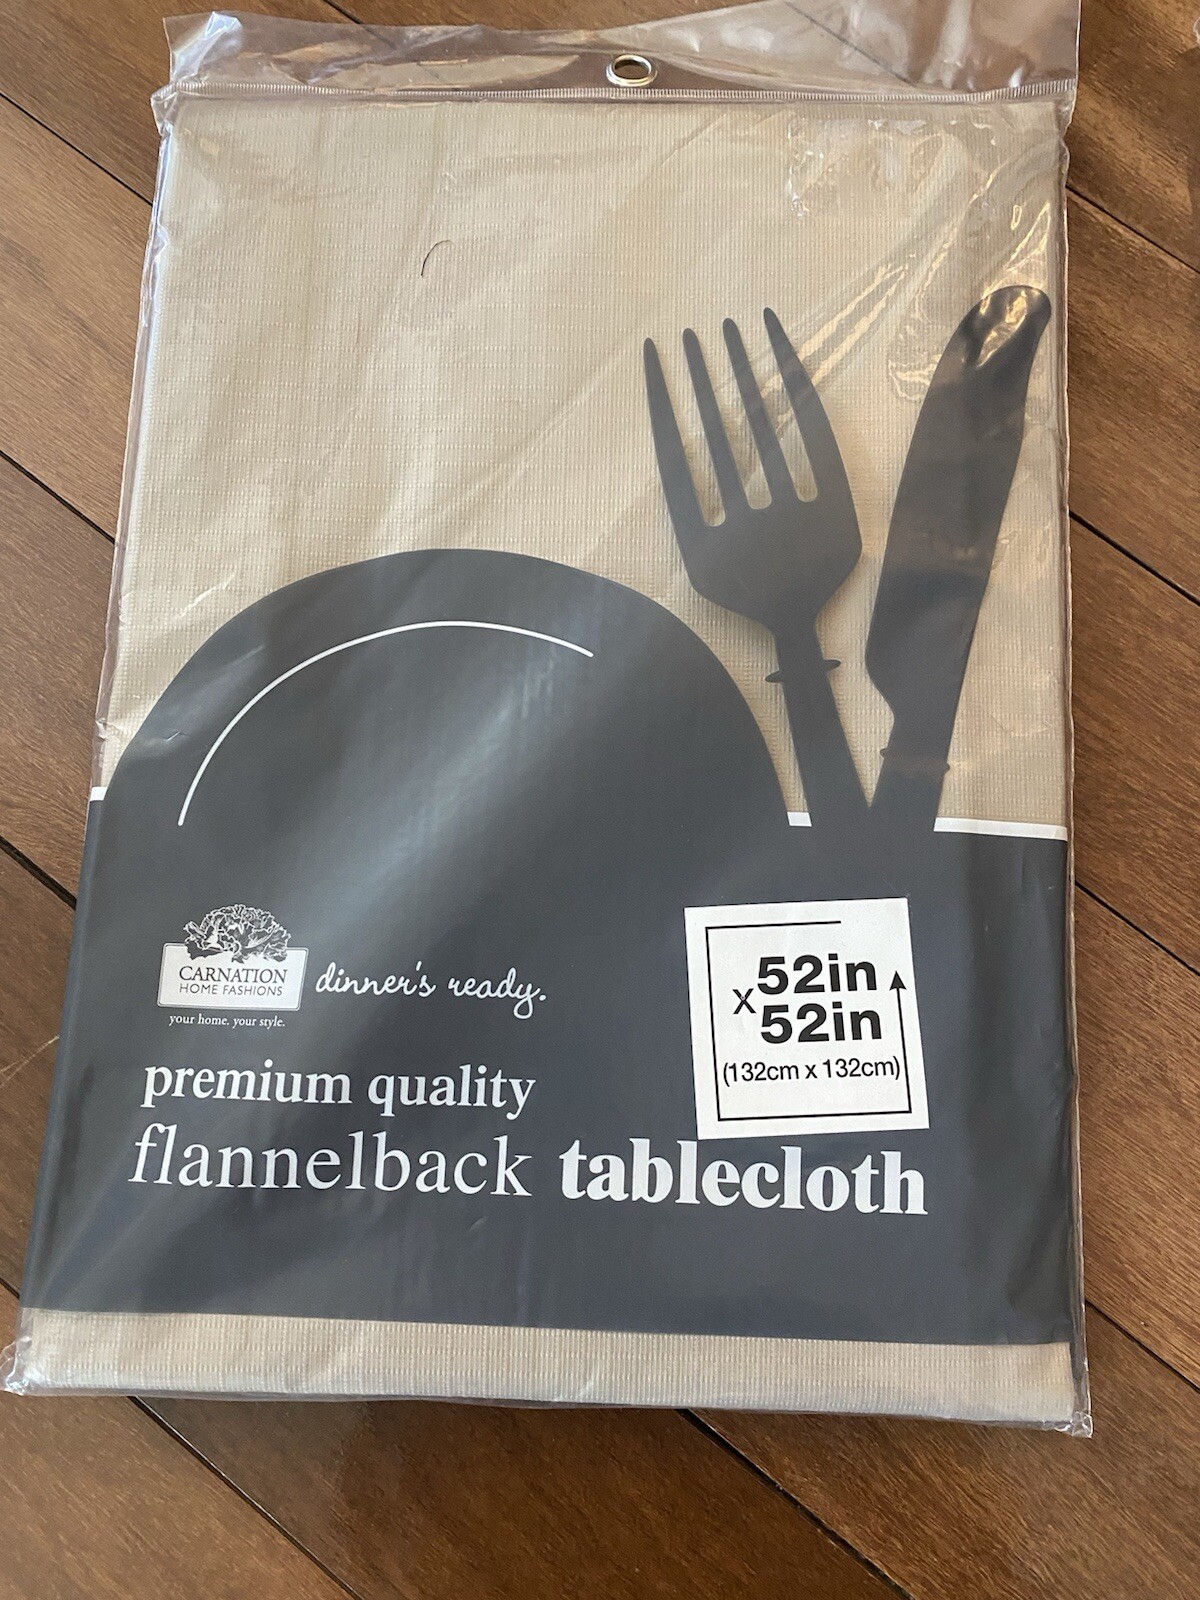 CARNATION
HOME FASHIONS
your home. your style.
dinner's ready.
52in
x 52in
(132cm x 132cm)
premium quality
flannelback tablecloth